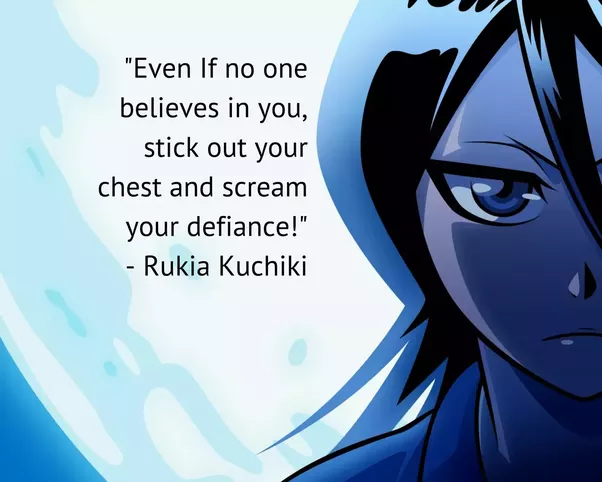 "Even If no one
believes in you,
stick out your
chest and scream
your defiance!"
- Rukia Kuchiki